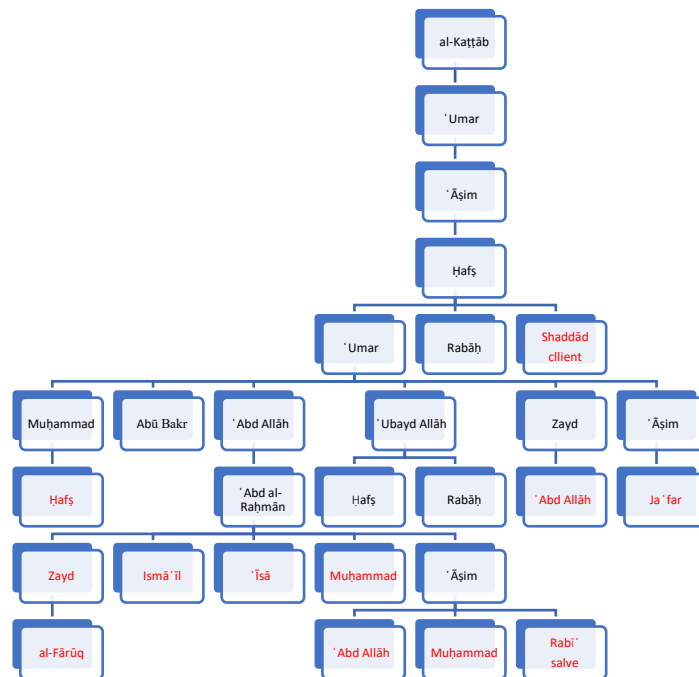 al-Kaṭṭāb
ʿUmar
ʿĀṣim
Ḥafṣ
ʿUmar
Rabāḥ
Shaddād
cllient
Muḥammad
Abū Bakr
ʿAbd Allāh
ʿUbayd Allāh
Zayd
ʿĀṣim
Ḥafṣ
ʿAbd al-
Raḥmān
Ḥafṣ
Rabāḥ
ʿAbd Allāh
Jaʿfar
Zayd
Ismāʿīl
ʿĪsā
Muḥammad
ʿĀṣim
al-Fārūq
ʿAbd Allāh
Muḥammad
Rabīʿ
salve